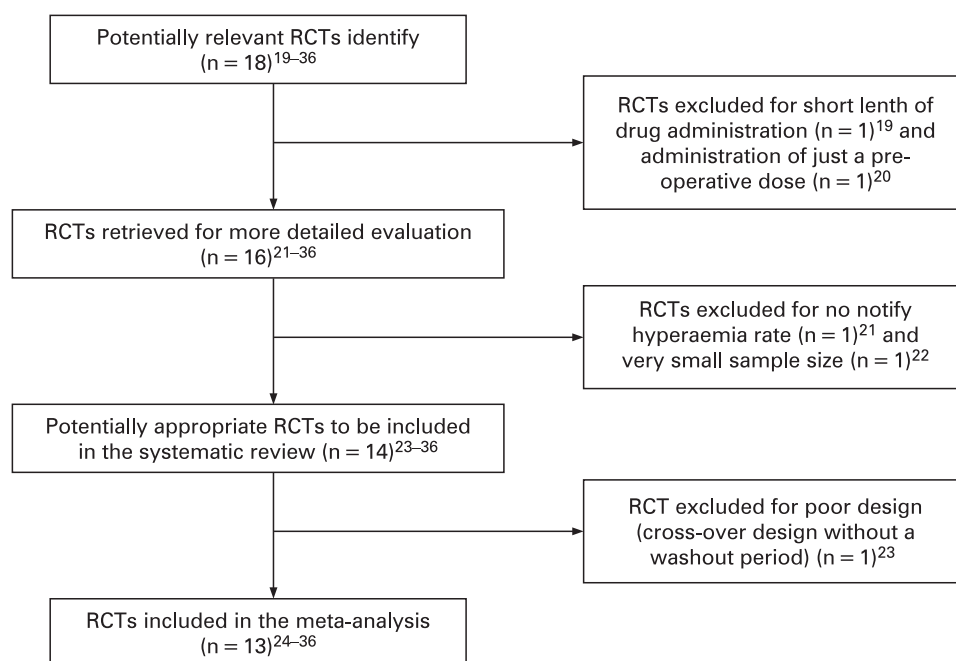 Potentially relevant RCTs identify
(n = 18)19–36
RCTs excluded for short lenth of
drug administration (n = 1)19 and
administration of just a pre-
operative dose (n = 1)20
RCTs retrieved for more detailed evaluation
(n = 16)21–36
RCTs excluded for no notify
hyperaemia rate (n = 1)21 and
very small sample size (n = 1)22
Potentially appropriate RCTs to be included
in the systematic review (n = 14)23–36
RCT excluded for poor design
(cross-over design without a
washout period) (n = 1)23
RCTs included in the meta-analysis
(n = 13)24–36